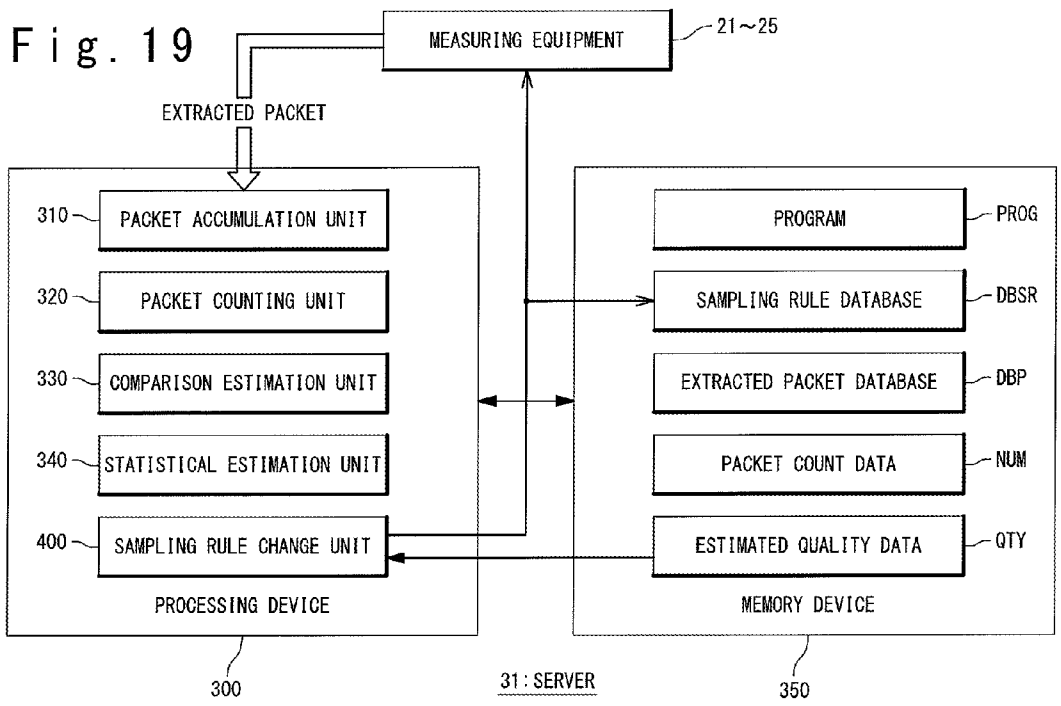 Fig. 19
MEASURING EQUIPMENT
21~25
EXTRACTED PACKET
310
PACKET ACCUMULATION UNIT
320
PACKET COUNTING UNIT
330
COMPARISON ESTIMATION UNIT
340
STATISTICAL ESTIMATION UNIT
400
SAMPLING RULE CHANGE UNIT
PROCESSING DEVICE
300
PROGRAM
PROG
SAMPLING RULE DATABASE
DBSR
EXTRACTED PACKET DATABASE
DBP
PACKET COUNT DATA
NUM
ESTIMATED QUALITY DATA
QTY
MEMORY DEVICE
350
31:SERVER